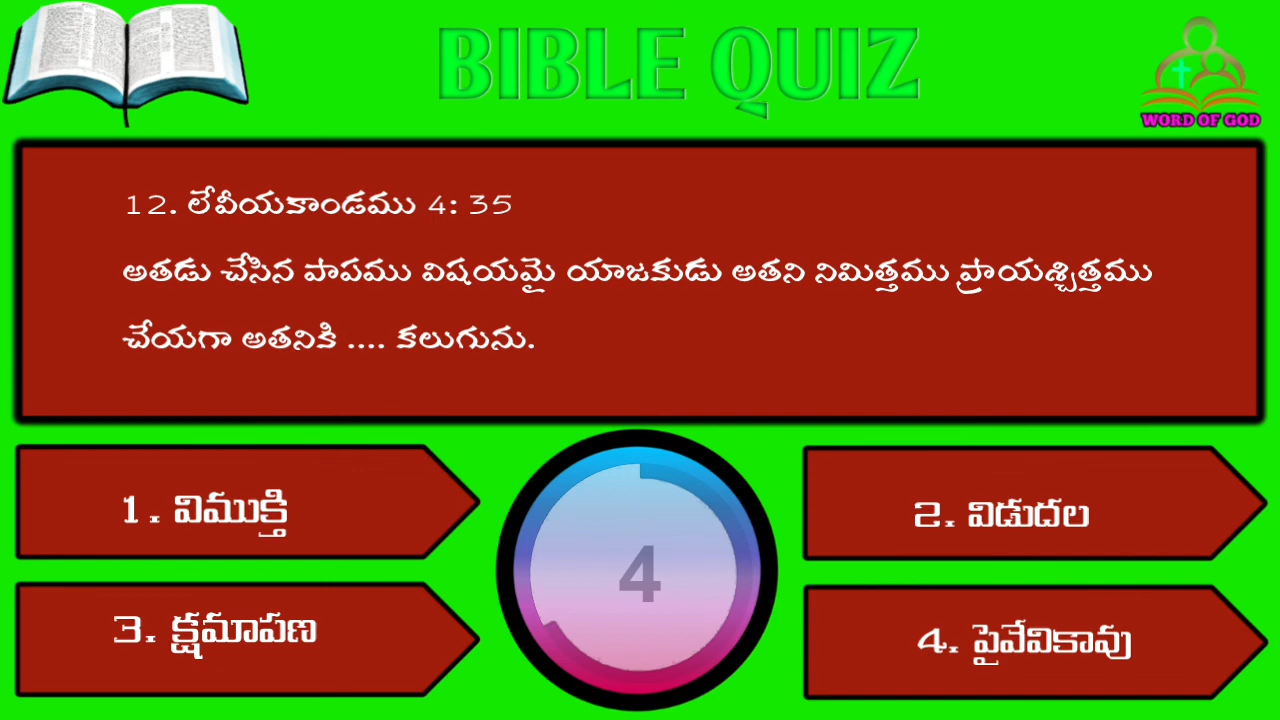 BIBLE QUIZ
WORD OF GOD
12. లేవీయకాండము 4: 35
అతడు చేసిన పాపము విషయమై యాజకుడు అతని నిమిత్తము ప్రాయశ్చిత్తము
చేయగా అతనికి .... కలుగును.
1. విముక్తి
2. విడుదల
4
3. క్షమాపణ
4. పైవేవికావు